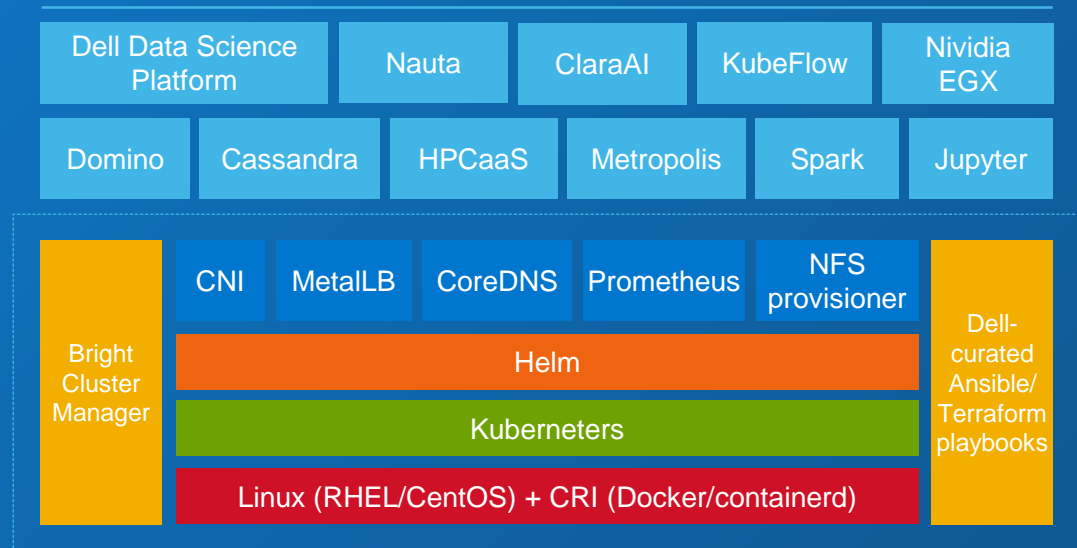 Dell Data Science
Platform
Nauta
ClaraAI
KubeFlow
Nividia
EGX
Domino
Cassandra
HPCaaS
Metropolis
Spark
Jupyter
Bright
Cluster
Manager
CNI
MetalLB
CoreDNS
Prometheus
NFS
provisioner
Helm
Kuberneters
Linux (RHEL/CentOS) + CRI (Docker/containerd)
Dell-
curated
Ansible/
Terraform
playbooks